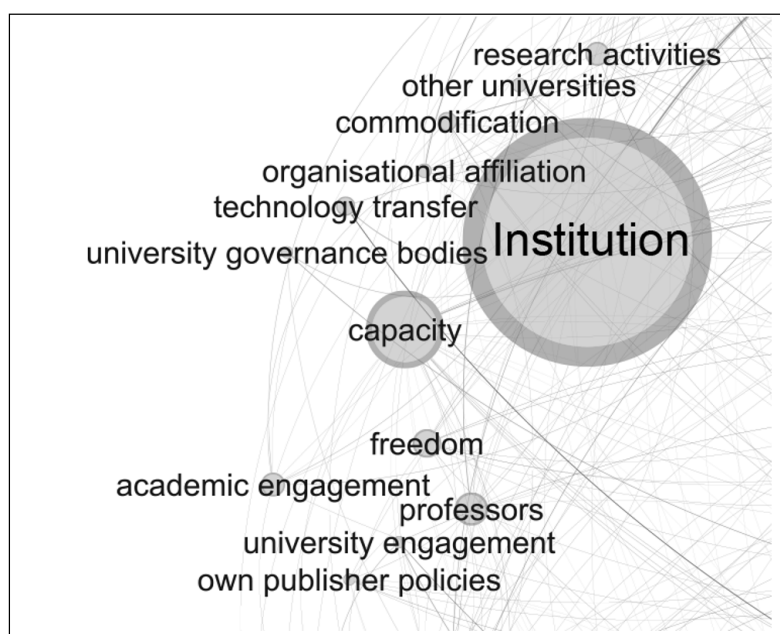 research activities
other universities
commodification
organisational affiliation
technology transfer
Institution
university governance bodies
capacity
freedom
academic engagement
professors
university engagement
own publisher policies